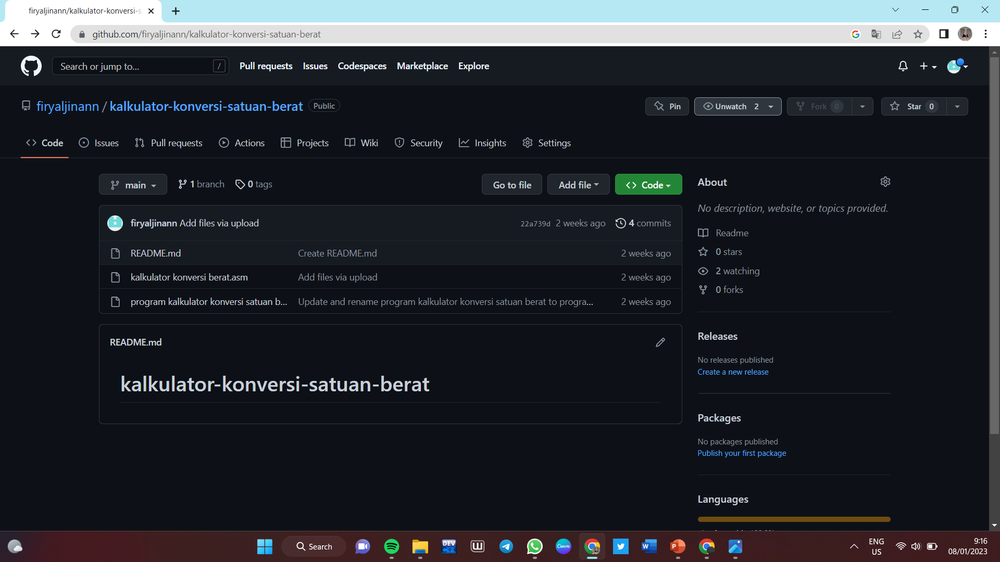 firyaljinann/kalkulator-konversi-s
github.com/firyaljinann/kalkulator-konversi-satuan-berat
Search or jump to... /
Pull requests Issues Codespaces Marketplace Explore
firyaljinann / kalkulator-konversi-satuan-berat Public
Pin Unwatch 2 Fork 0 Star 0
Code Issues Pull requests Actions Projects Wiki Security Insights Settings
main 1 branch 0 tags Go to file Add file Code
firyaljinann Add files via upload 22a739d 2 weeks ago 4 commits
README.md Create README.md 2 weeks ago
kalkulator konversi berat.asm Add files via upload 2 weeks ago
program kalkulator konversi satuan b... Update and rename program kalkulator konversi satuan berat to progra... 2 weeks ago
README.md
kalkulator-konversi-satuan-berat
About
No description, website, or topics provided.
Readme
0 stars
2 watching
0 forks
Releases
No releases published
Create a new release
Packages
No packages published
Publish your first package
Languages
Search
DEV
Canva
W
P
ENG
US
9:16
08/01/2023